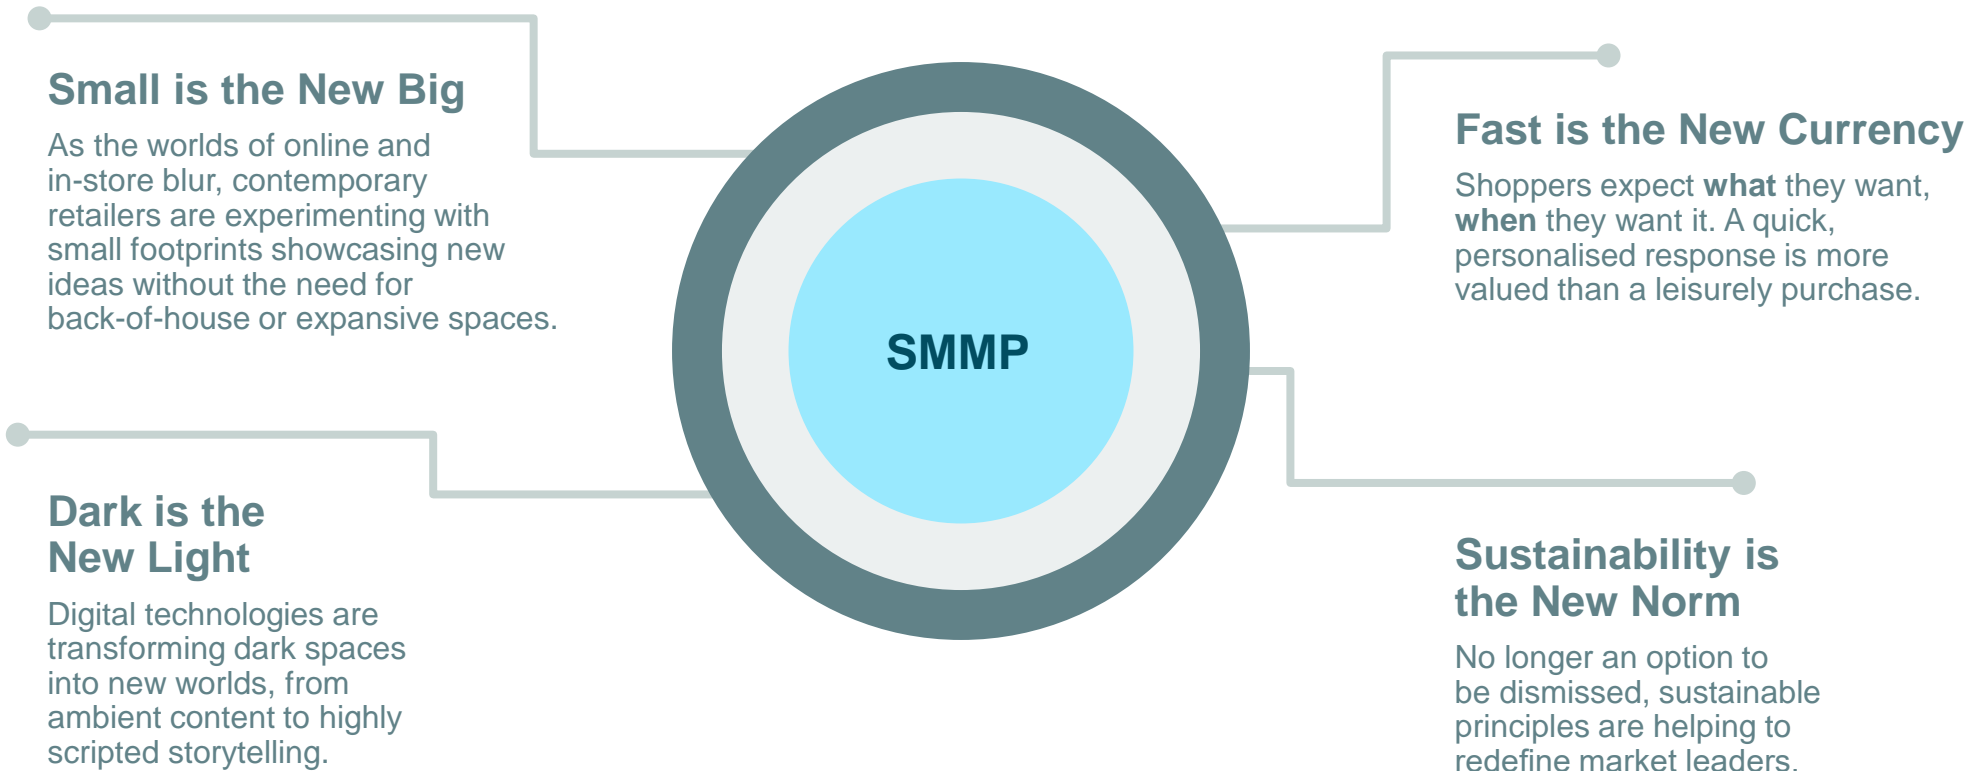 Small is the New Big
As the worlds of online and
in-store blur, contemporary
retailers are experimenting with
small footprints showcasing new
ideas without the need for
back-of-house or expansive spaces.
Dark is the
New Light
Digital technologies are
transforming dark spaces
into new worlds, from
ambient content to highly
scripted storytelling.
SMMP
Fast is the New Currency
Shoppers expect what they want,
when they want it. A quick,
personalised response is more
valued than a leisurely purchase.
Sustainability is
the New Norm
No longer an option to
be dismissed, sustainable
principles are helping to
redefine market leaders.